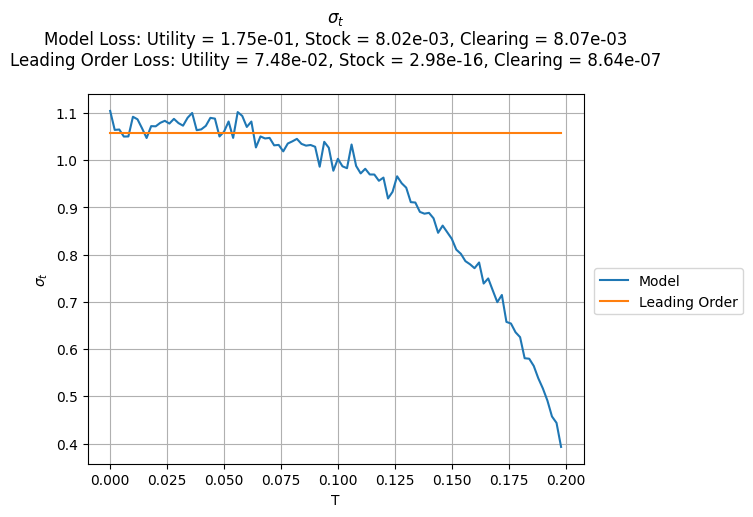 σ_t
Model Loss: Utility = 1.75e-01, Stock = 8.02e-03, Clearing = 8.07e-03
Leading Order Loss: Utility = 7.48e-02, Stock = 2.98e-16, Clearing = 8.64e-07
1.1
1.0
0.9
0.8
0.7
0.6
0.5
0.4
σ_t
0.000 0.025 0.050 0.075 0.100 0.125 0.150 0.175 0.200
T
Model
Leading Order